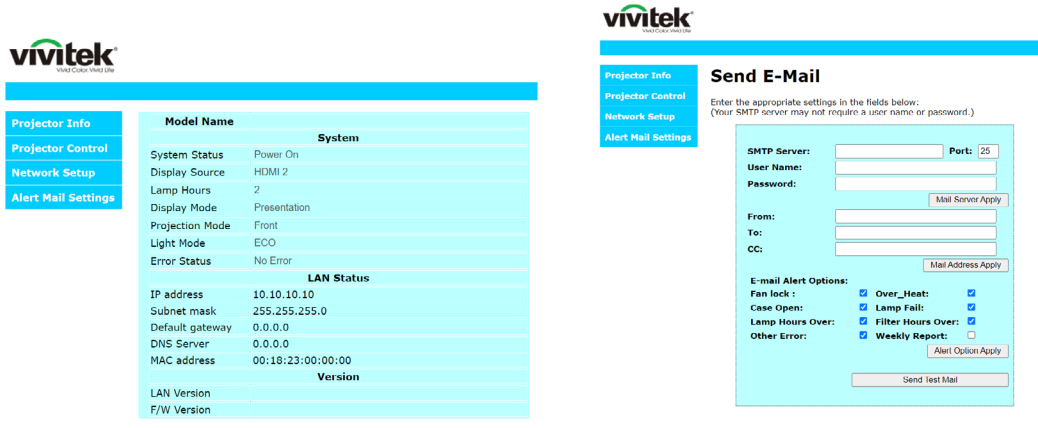 vivitek®
Vivid Color. Vivid Life
Projector Info
Projector Control
Network Setup
Alert Mail Settings
Model Name
System
System Status Power On
Display Source HDMI 2
Lamp Hours 2
Display Mode Presentation
Projection Mode Front
Light Mode ECO
Error Status No Error
LAN Status
IP address 10.10.10.10
Subnet mask 255.255.255.0
Default gateway 0.0.0.0
DNS Server 0.0.0.0
MAC address 00:18:23:00:00:00
Version
LAN Version
F/W Version
vivitek®
Vivid Color. Vivid Life
Projector Info
Projector Control
Network Setup
Alert Mail Settings
Send E-Mail
Enter the appropriate settings in the fields below:
(Your SMTP server may not require a user name or password.)
SMTP Server: Port: 25
User Name:
Password:
Mail Server Apply
From:
To:
CC:
Mail Address Apply
E-mail Alert Options:
Fan lock : Over_Heat:
Case Open: Lamp Fail:
Lamp Hours Over: Filter Hours Over:
Other Error: Weekly Report:
Alert Option Apply
Send Test Mail